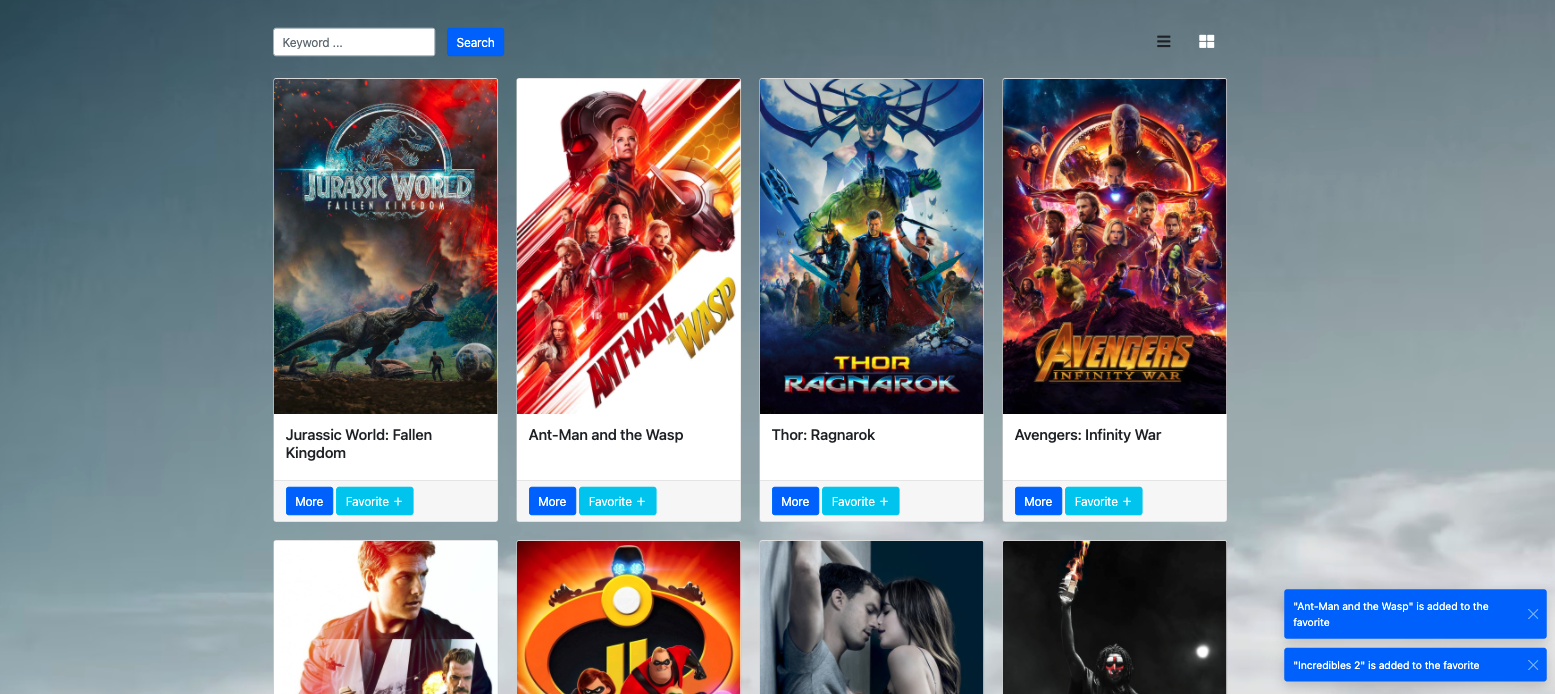 Keyword ...
Search
JURASSIC WORLD
FALLEN KINGDOM
ANT-MAN
AND THE
WASP
THOR
RAGNAROK
AVENGERS
INFINITY WAR
Jurassic World: Fallen
Kingdom
Ant-Man and the Wasp
Thor: Ragnarok
Avengers: Infinity War
More
Favorite +
More
Favorite +
More
Favorite +
More
Favorite +
"Ant-Man and the Wasp" is added to the
favorite
"Incredibles 2" is added to the favorite